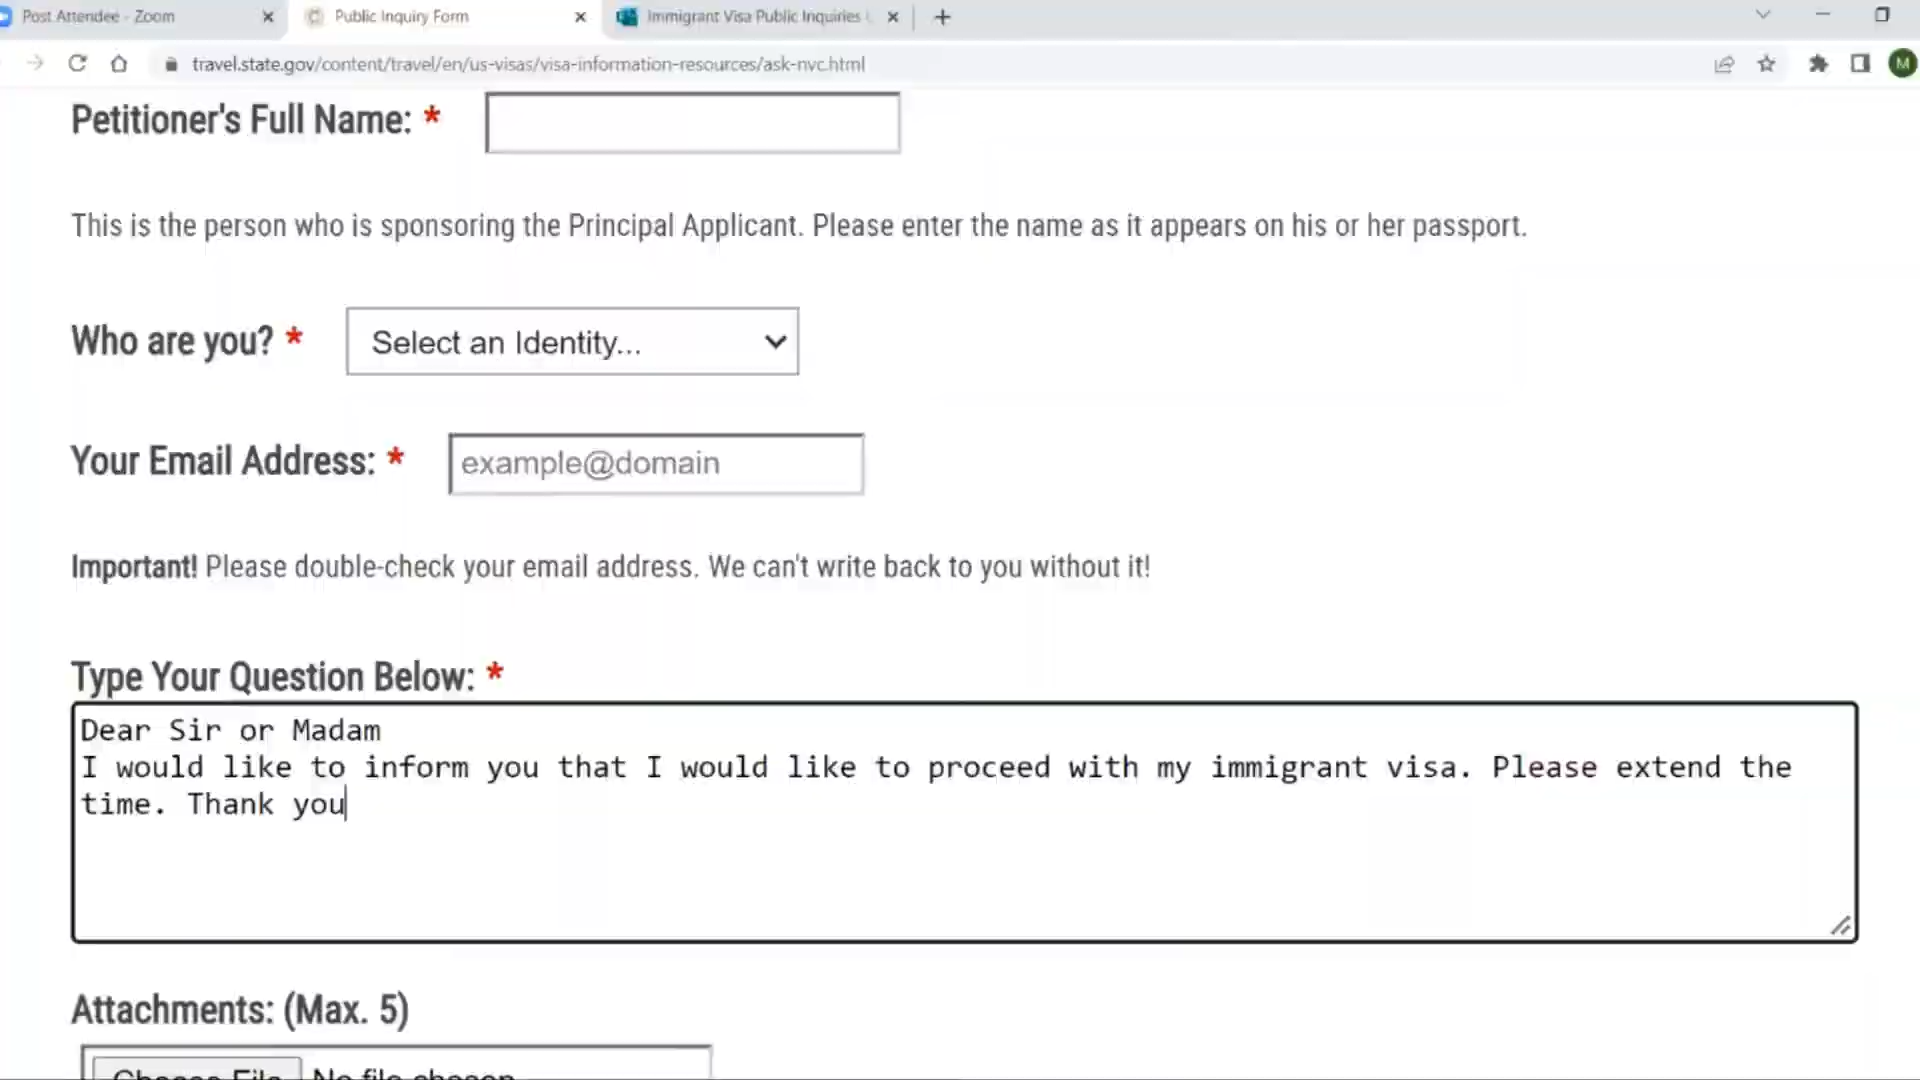 Post Attendee - Zoom
Public Inquiry Form
Immigrant Visa Public Inquiries
travel.state.gov/content/travel/en/us-visas/visa-information-resources/ask-nvc.html
M
Petitioner's Full Name: *
This is the person who is sponsoring the Principal Applicant. Please enter the name as it appears on his or her passport.
Who are you? * Select an Identity...
Your Email Address: * example@domain
Important! Please double-check your email address. We can't write back to you without it!
Type Your Question Below: *
Dear Sir or Madam
I would like to inform you that I would like to proceed with my immigrant visa. Please extend the
time. Thank you
Attachments: (Max. 5)
Choose File No file chosen